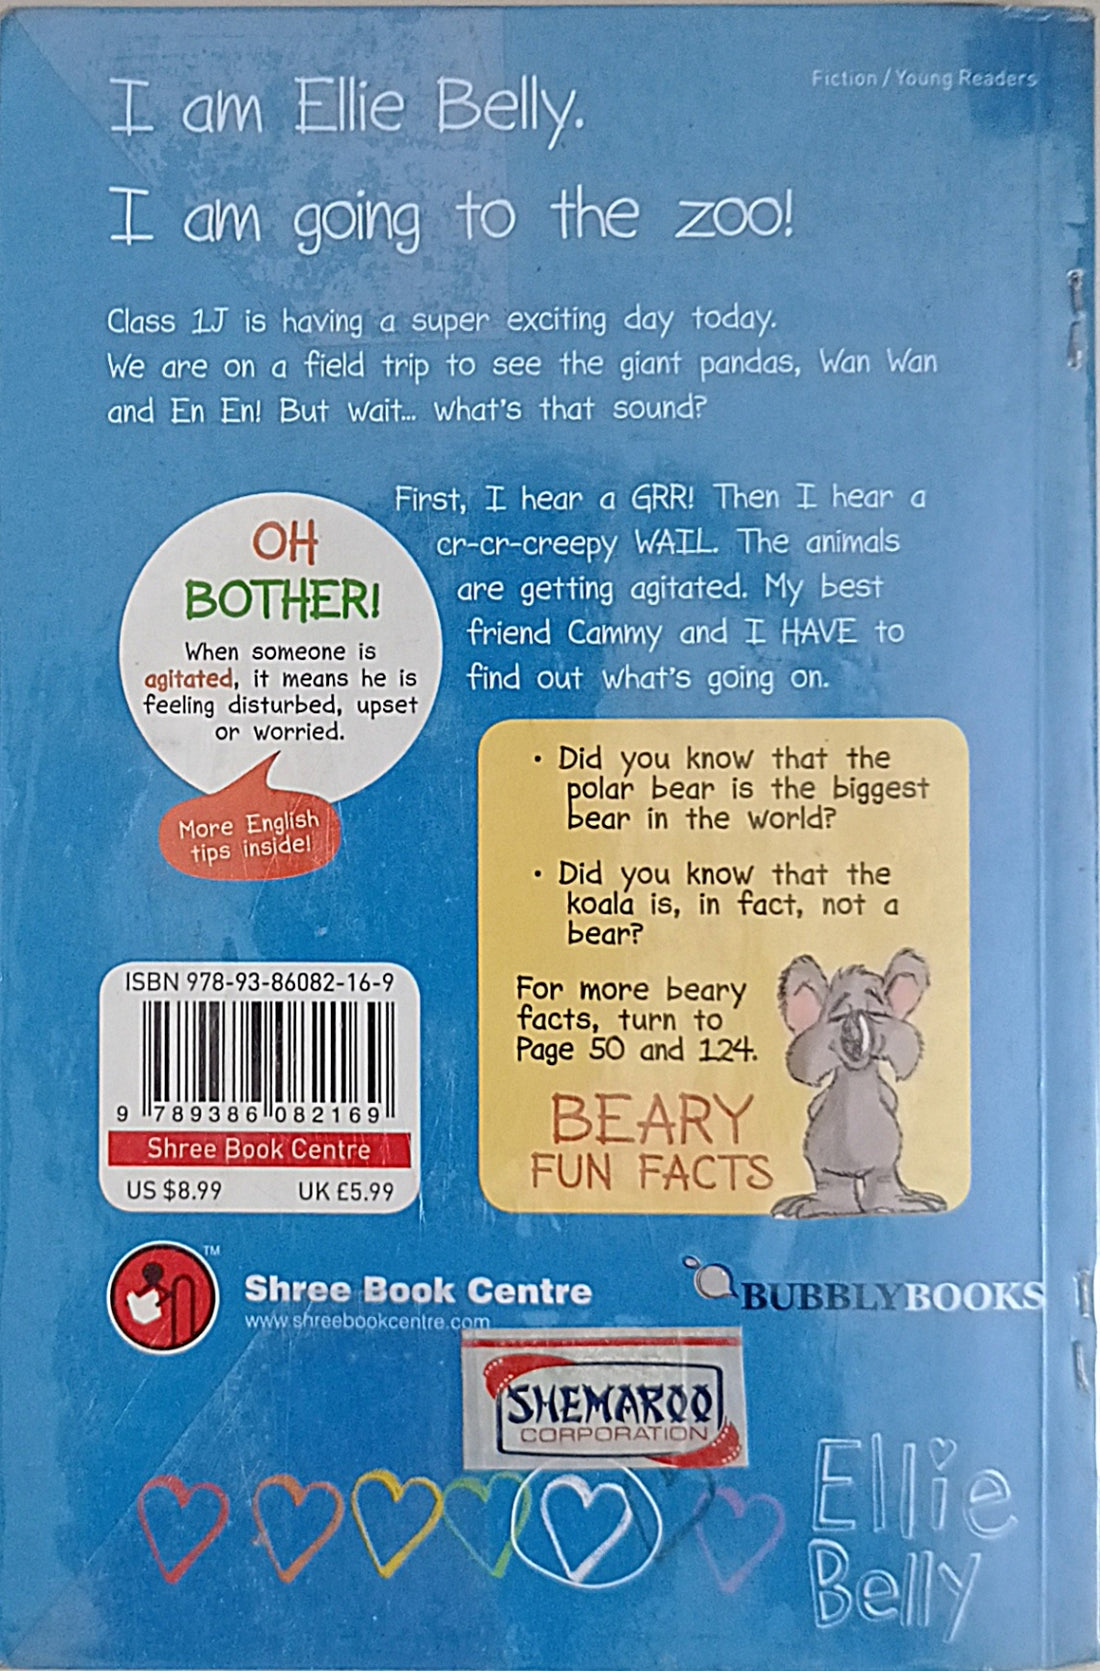 Fiction / Young Readers
I am Ellie Belly.
I am going to the zoo!
Class 1J is having a super exciting day today.
We are on a field trip to see the giant pandas, Wan Wan
and En En! But wait... what's that sound?
First, I hear a GRR! Then I hear a
cr-cr-creepy WAIL. The animals
are getting agitated. My best
friend Cammy and I HAVE to
find out what's going on.
OH
BOTHER!
When someone is
agitated, it means he is
feeling disturbed, upset
or worried.
More English
tips inside!
• Did you know that the
polar bear is the biggest
bear in the world?
• Did you know that the
koala is, in fact, not a
bear?
For more beary
facts, turn to
Page 50 and 124.
BEARY
FUN FACTS
ISBN 978-93-86082-16-9
9 789386 082169
Shree Book Centre
US $8.99 UK £5.99
TM
Shree Book Centre
www.shreebookcentre.com
BUBBLYBOOKS
SHEMAROO
CORPORATION
Ellie
Belly